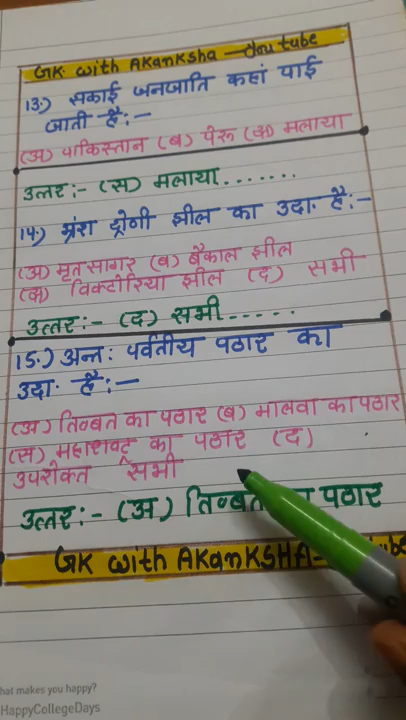 GK with AKanKsha — You tube
13.) सकाई जनजाति कहां पाई
जाती है:—
(अ) पाकिस्तान (ब) पेरू (स) मलाया
उत्तर:- (स) मलाया.......
14.) भ्रंश द्रोणी झील का उदा. है:—
(अ) मृतसागर (ब) बैकाल झील
(स) विक्टोरिया झील (द) सभी
उत्तर:- (द) सभी.....
15.) अन्तः पर्वतीय पठार का
उदा. है:—
(अ) तिब्बत का पठार (ब) मालवा का पठार
(स) महाराष्ट्र का पठार (द)
उपरोक्त सभी
उत्तर:- (अ) तिब्बत का पठार
GK with AKanKSHA-
hat makes you happy?
HappyCollegeDays